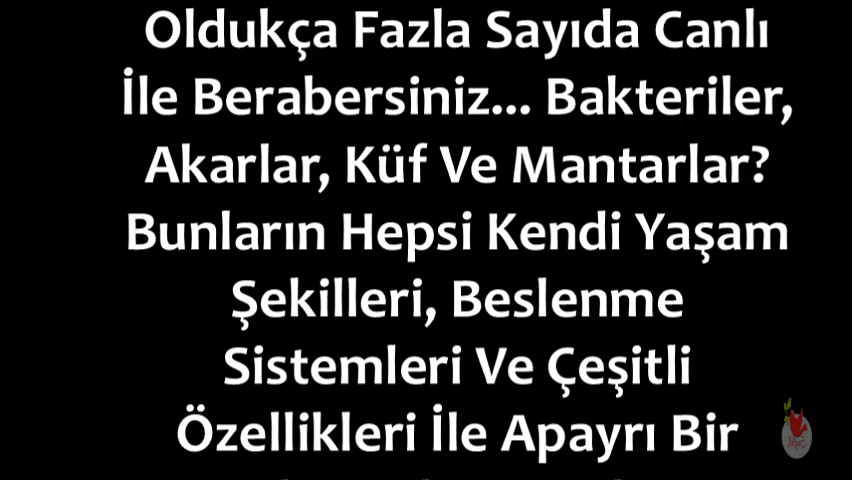 Oldukça Fazla Sayıda Canlı
İle Berabersiniz... Bakteriler,
Akarlar, Küf Ve Mantarlar?
Bunların Hepsi Kendi Yaşam
Şekilleri, Beslenme
Sistemleri Ve Çeşitli
Özellikleri İle Apayrı Bir